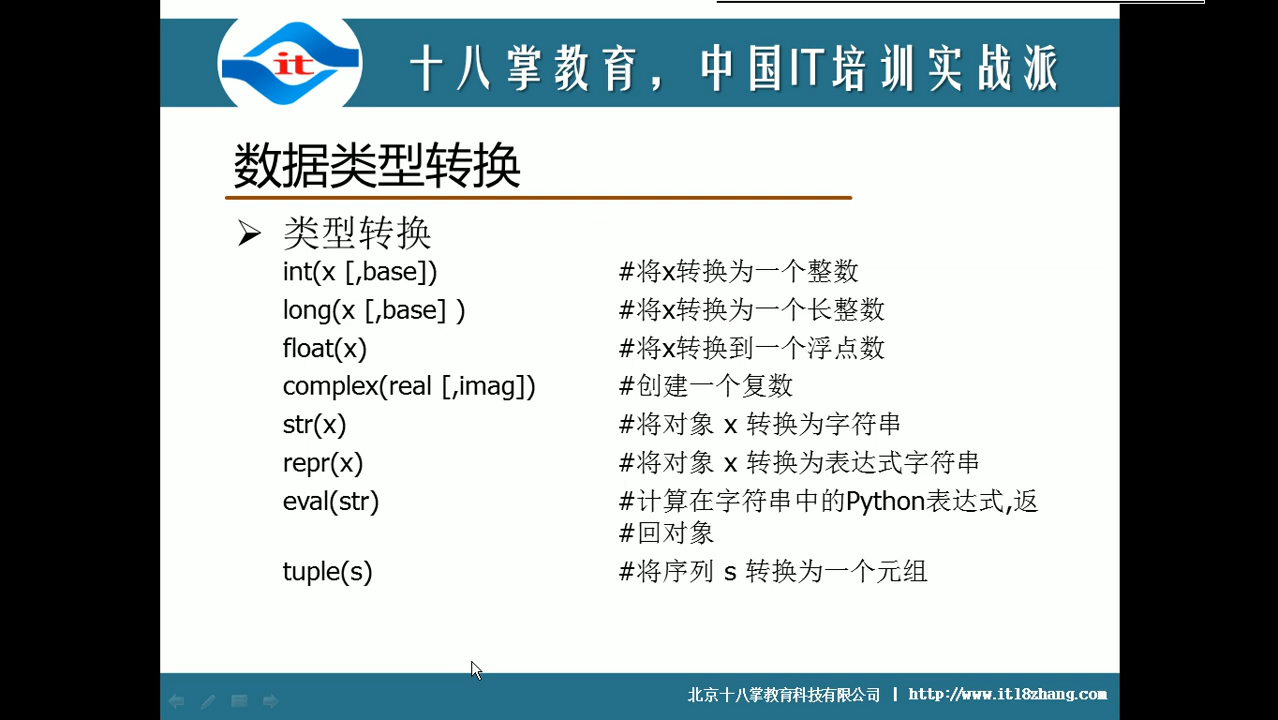 it
十八掌教育，中国IT培训实战派
数据类型转换
类型转换
int(x [,base]) #将x转换为一个整数
long(x [,base] ) #将x转换为一个长整数
float(x) #将x转换到一个浮点数
complex(real [,imag]) #创建一个复数
str(x) #将对象 x 转换为字符串
repr(x) #将对象 x 转换为表达式字符串
eval(str) #计算在字符串中的Python表达式,返
#回对象
tuple(s) #将序列 s 转换为一个元组
北京十八掌教育科技有限公司 | http://www.it18zhang.com